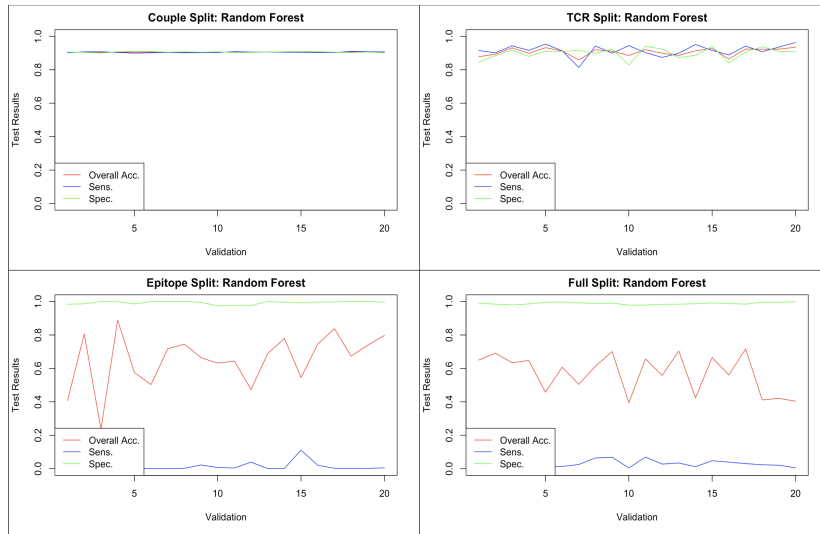 Couple Split: Random Forest
Test Results
1.0
0.8
0.6
0.4
0.2
0.0
Overall Acc.
Sens.
Spec.
5
10
15
20
Validation
TCR Split: Random Forest
Test Results
1.0
0.8
0.6
0.4
0.2
0.0
Overall Acc.
Sens.
Spec.
5
10
15
20
Validation
Epitope Split: Random Forest
Test Results
1.0
0.8
0.6
0.4
0.2
0.0
Overall Acc.
Sens.
Spec.
5
10
15
20
Validation
Full Split: Random Forest
Test Results
1.0
0.8
0.6
0.4
0.2
0.0
Overall Acc.
Sens.
Spec.
5
10
15
20
Validation